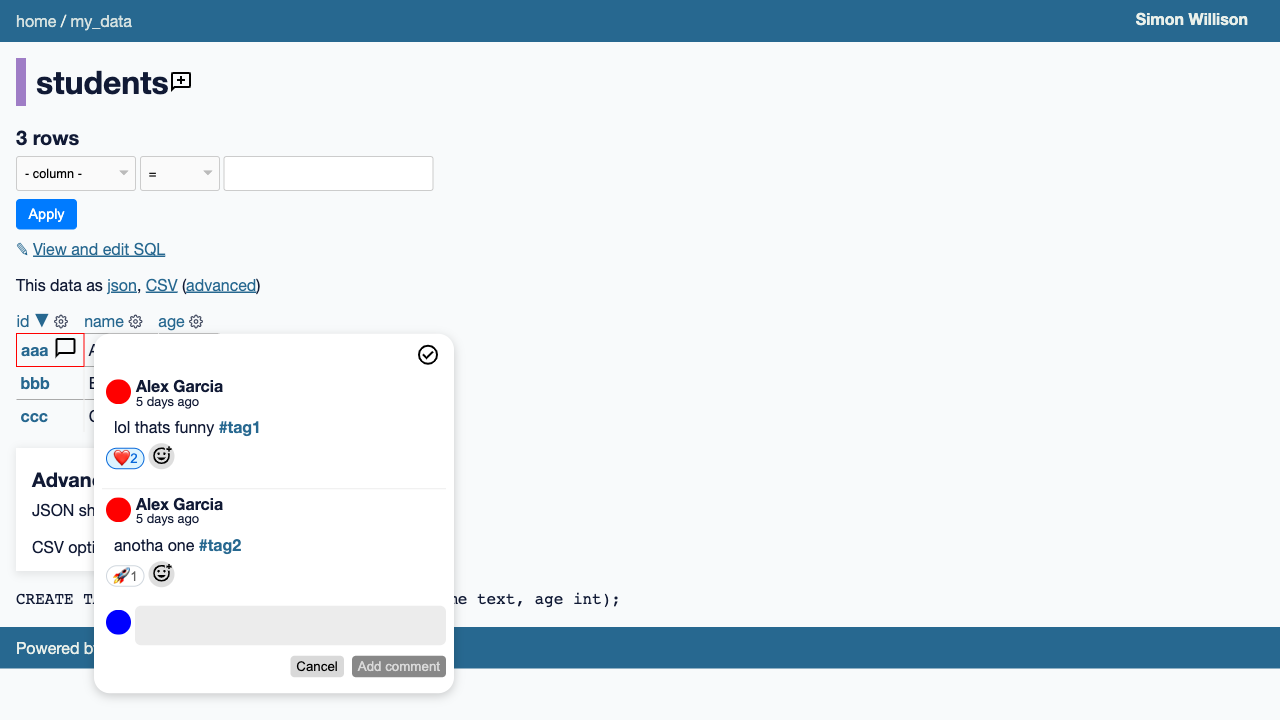 home / my_data
Simon Willison
students
3 rows
- column -
=
Apply
✎ View and edit SQL
This data as json, CSV (advanced)
id ▼ name age
aaa A
bbb
ccc
Alex Garcia
5 days ago
lol thats funny #tag1
❤️2
Alex Garcia
5 days ago
anotha one #tag2
🚀1
Cancel
Add comment
Advanc
JSON sh
CSV opti
CREATE TA
ne text, age int);
Powered by